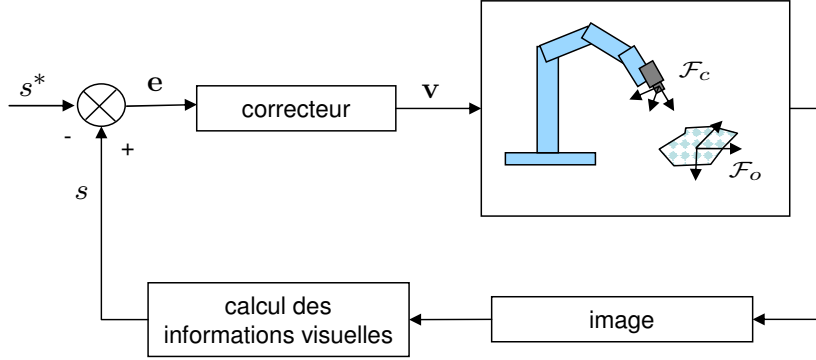 s*
e
correcteur
v
ℱc
ℱo
-
+
s
calcul des
informations visuelles
image